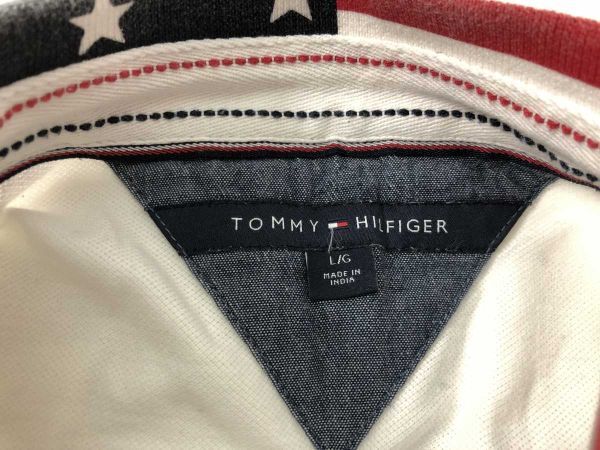 TOMMY HILFIGER
L/G
MADE IN
INDIA